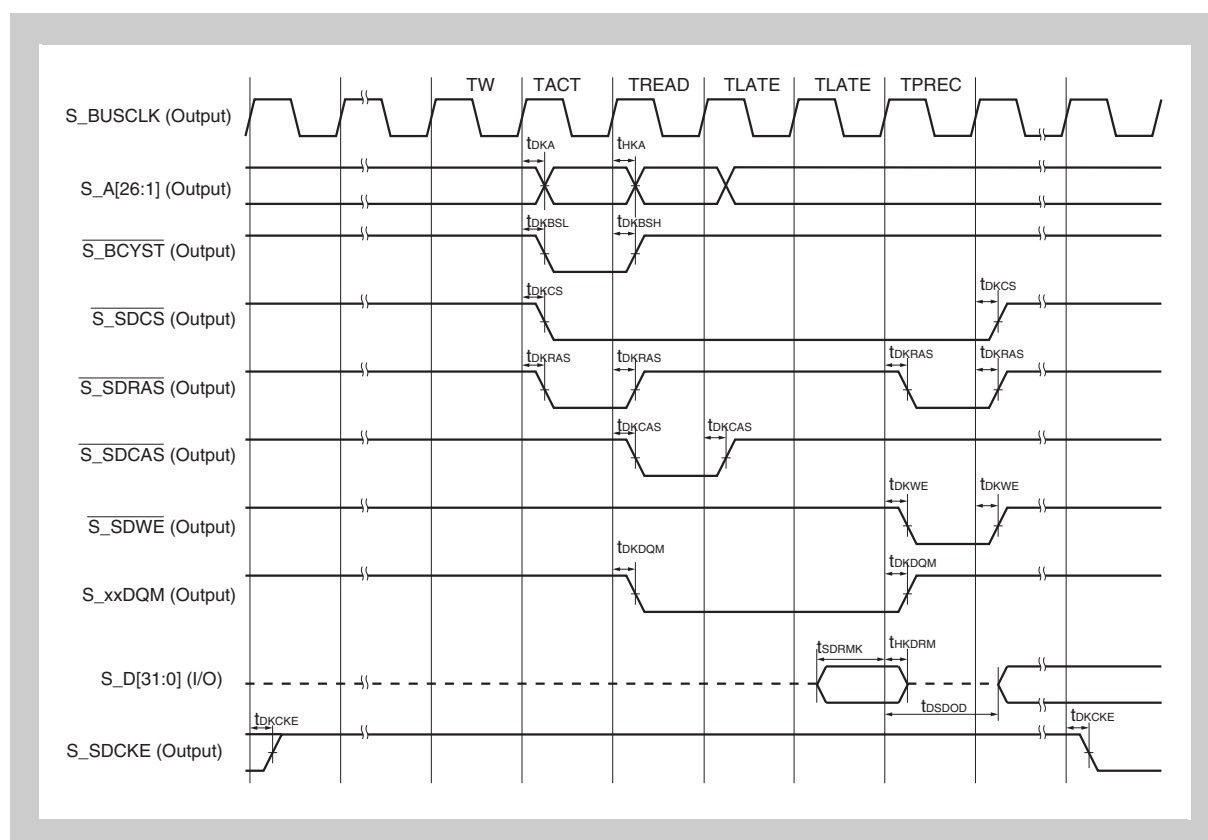 TW TACT TREAD TLATE TLATE TPREC
S_BUSCLK (Output)
tDKA tHKA
S_A[26:1] (Output)
tDKBSL tDKBSH
S_BCYST (Output)
tDKCS tDKCS
S_SDCS (Output)
tDKRAS tDKRAS tDKRAS tDKRAS
S_SDRAS (Output)
tDKCAS tDKCAS
S_SDCAS (Output)
tDKWE tDKWE
S_SDWE (Output)
tDKDQM tDKDQM
S_xxDQM (Output)
tSDRMK tHKDRM
S_D[31:0] (I/O)
tDSDOD
tDKCKE tDKCKE
S_SDCKE (Output)